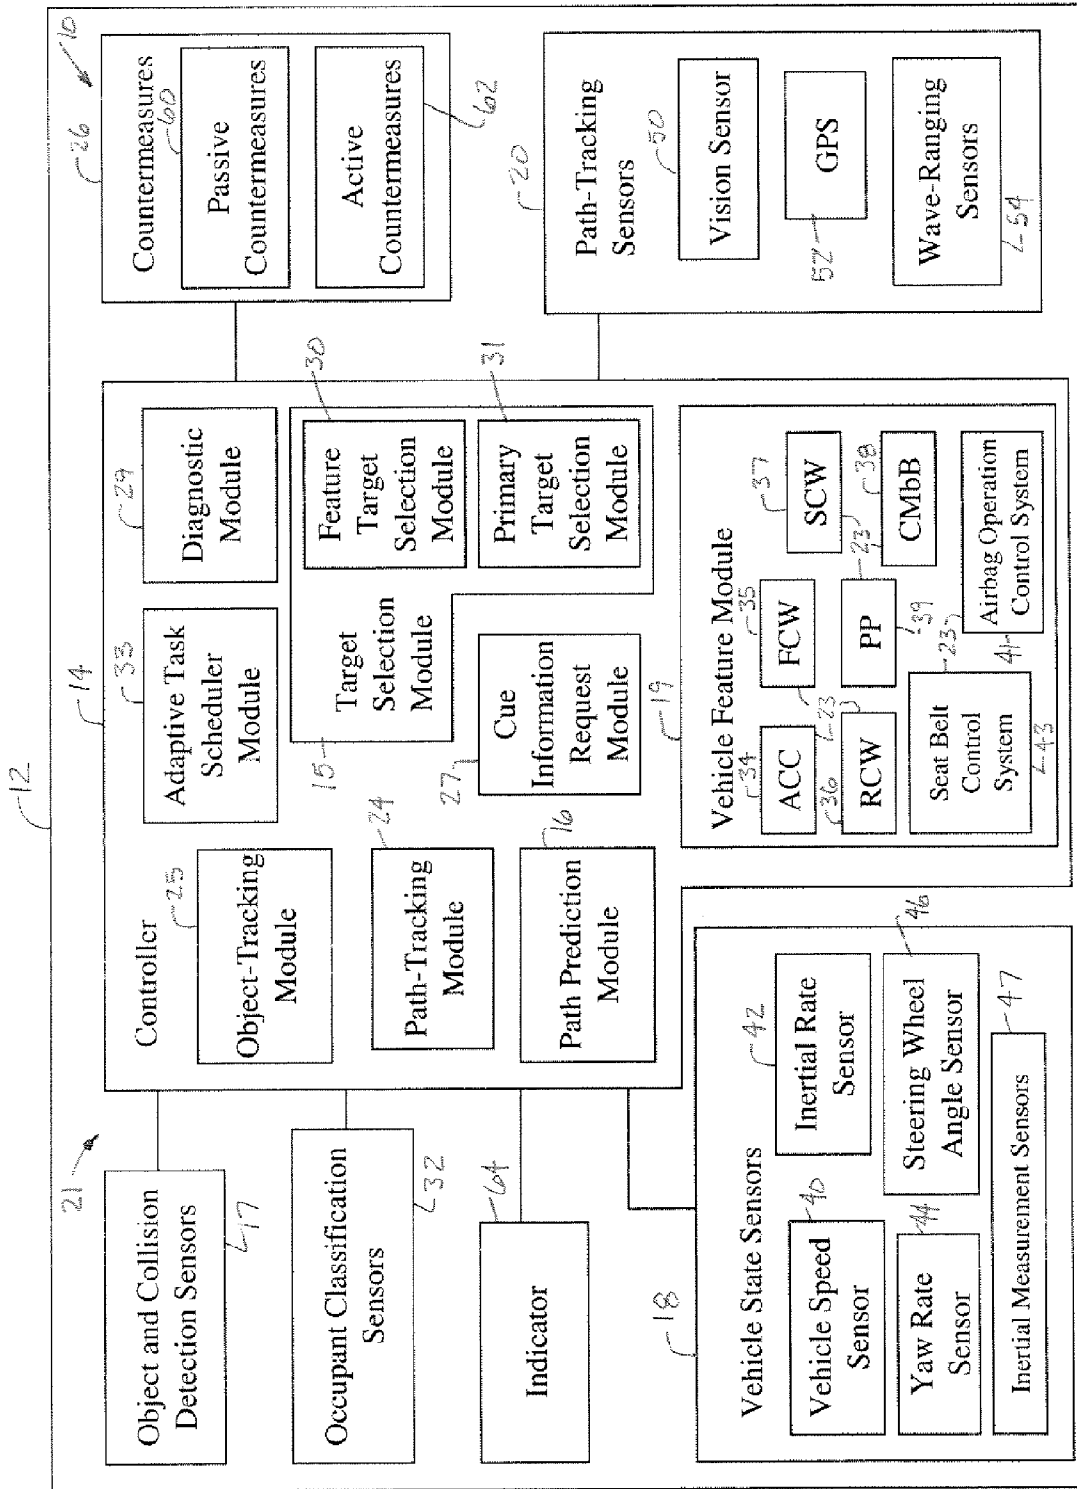 12
10
21
Object and Collision
Detection Sensors
17
Occupant Classification
Sensors
32
Indicator
64
18
Vehicle State Sensors
Vehicle Speed
Sensor
40
Inertial Rate
Sensor
42
Yaw Rate
Sensor
44
Steering Wheel
Angle Sensor
46
Inertial Measurement Sensors
47
14
Controller
Object-Tracking
Module
25
Path-Tracking
Module
24
Path Prediction
Module
16
Adaptive Task
Scheduler
Module
33
Diagnostic
Module
29
15
Target
Selection
Module
Feature
Target
Selection
Module
30
Primary
Target
Selection
Module
31
27
Cue
Information
Request
Module
19
Vehicle Feature Module
34
ACC
35
FCW
37
SCW
36
RCW
23
PP
39
23
CMbB
38
Seat Belt
Control
System
43
23
Airbag Operation
Control System
41
26
Countermeasures
60
Passive
Countermeasures
Active
Countermeasures
62
20
Path-Tracking
Sensors
50
Vision Sensor
GPS
52
Wave-Ranging
Sensors
54